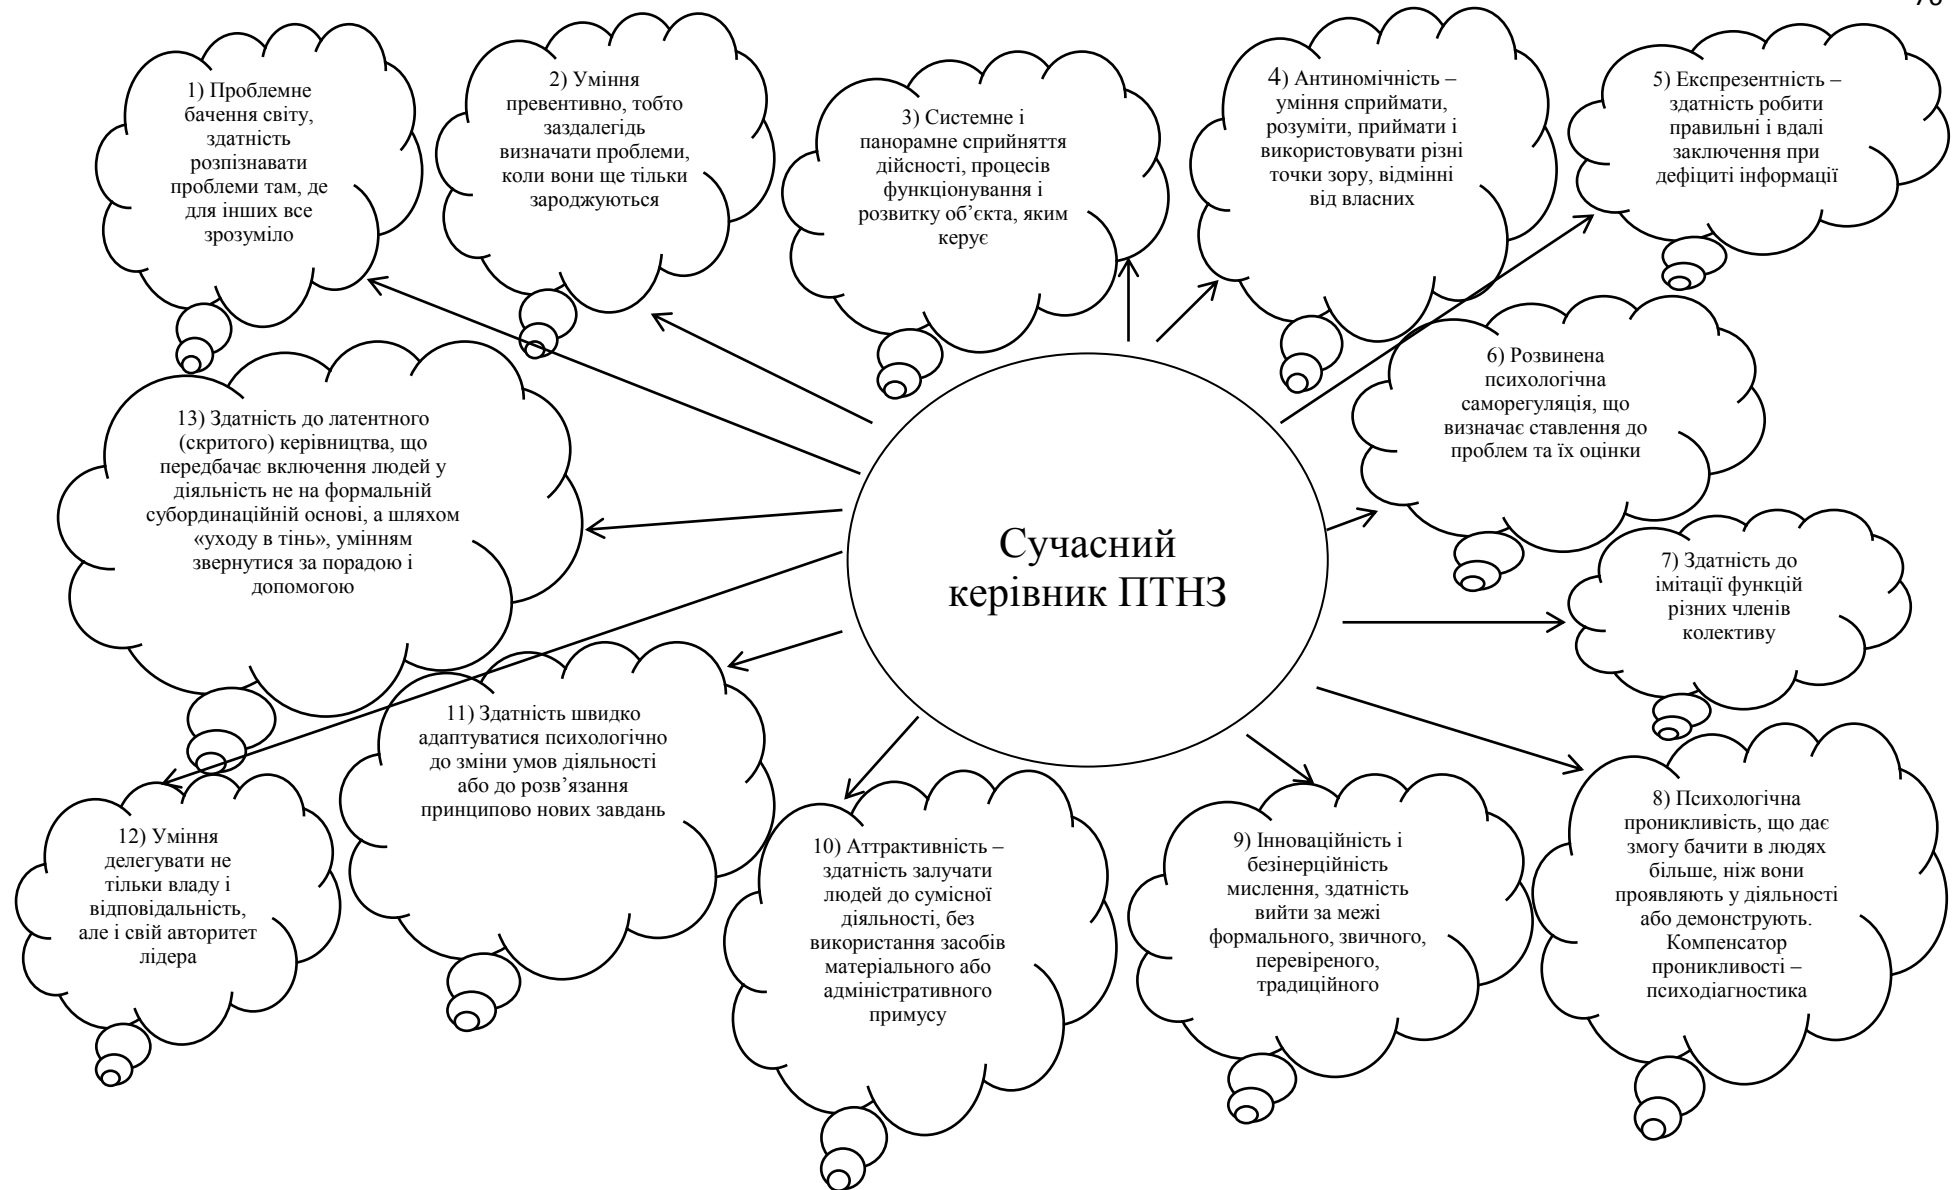 1) Проблемне
бачення світу,
здатність
розпізнавати
проблеми там, де
для інших все
зрозуміло
2) Уміння
превентивно, тобто
заздалегідь
визначати проблеми,
коли вони ще тільки
зароджуються
3) Системне і
панорамне сприйняття
дійсності, процесів
функціонування і
розвитку об’єкта, яким
керує
4) Антиномічність –
уміння сприймати,
розуміти, приймати і
використовувати різні
точки зору, відмінні
від власних
5) Експрезентність –
здатність робити
правильні і вдалі
заключення при
дефіциті інформації
6) Розвинена
психологічна
саморегуляція, що
визначає ставлення до
проблем та їх оцінки
7) Здатність до
імітації функцій
різних членів
колективу
8) Психологічна
проникливість, що дає
змогу бачити в людях
більше, ніж вони
проявляють у діяльності
або демонструють.
Компенсатор
проникливості –
психодіагностика
9) Інноваційність і
безінерційність
мислення, здатність
вийти за межі
формального, звичного,
перевіреного,
традиційного
10) Аттрактивність –
здатність залучати
людей до сумісної
діяльності, без
використання засобів
матеріального або
адміністративного
примусу
11) Здатність швидко
адаптуватися психологічно
до зміни умов діяльності
або до розв’язання
принципово нових завдань
12) Уміння
делегувати не
тільки владу і
відповідальність,
але і свій авторитет
лідера
13) Здатність до латентного
(скритого) керівництва, що
передбачає включення людей у
діяльність не на формальній
субординаційній основі, а шляхом
«уходу в тінь», умінням
звернутися за порадою і
допомогою
Сучасний
керівник ПТНЗ